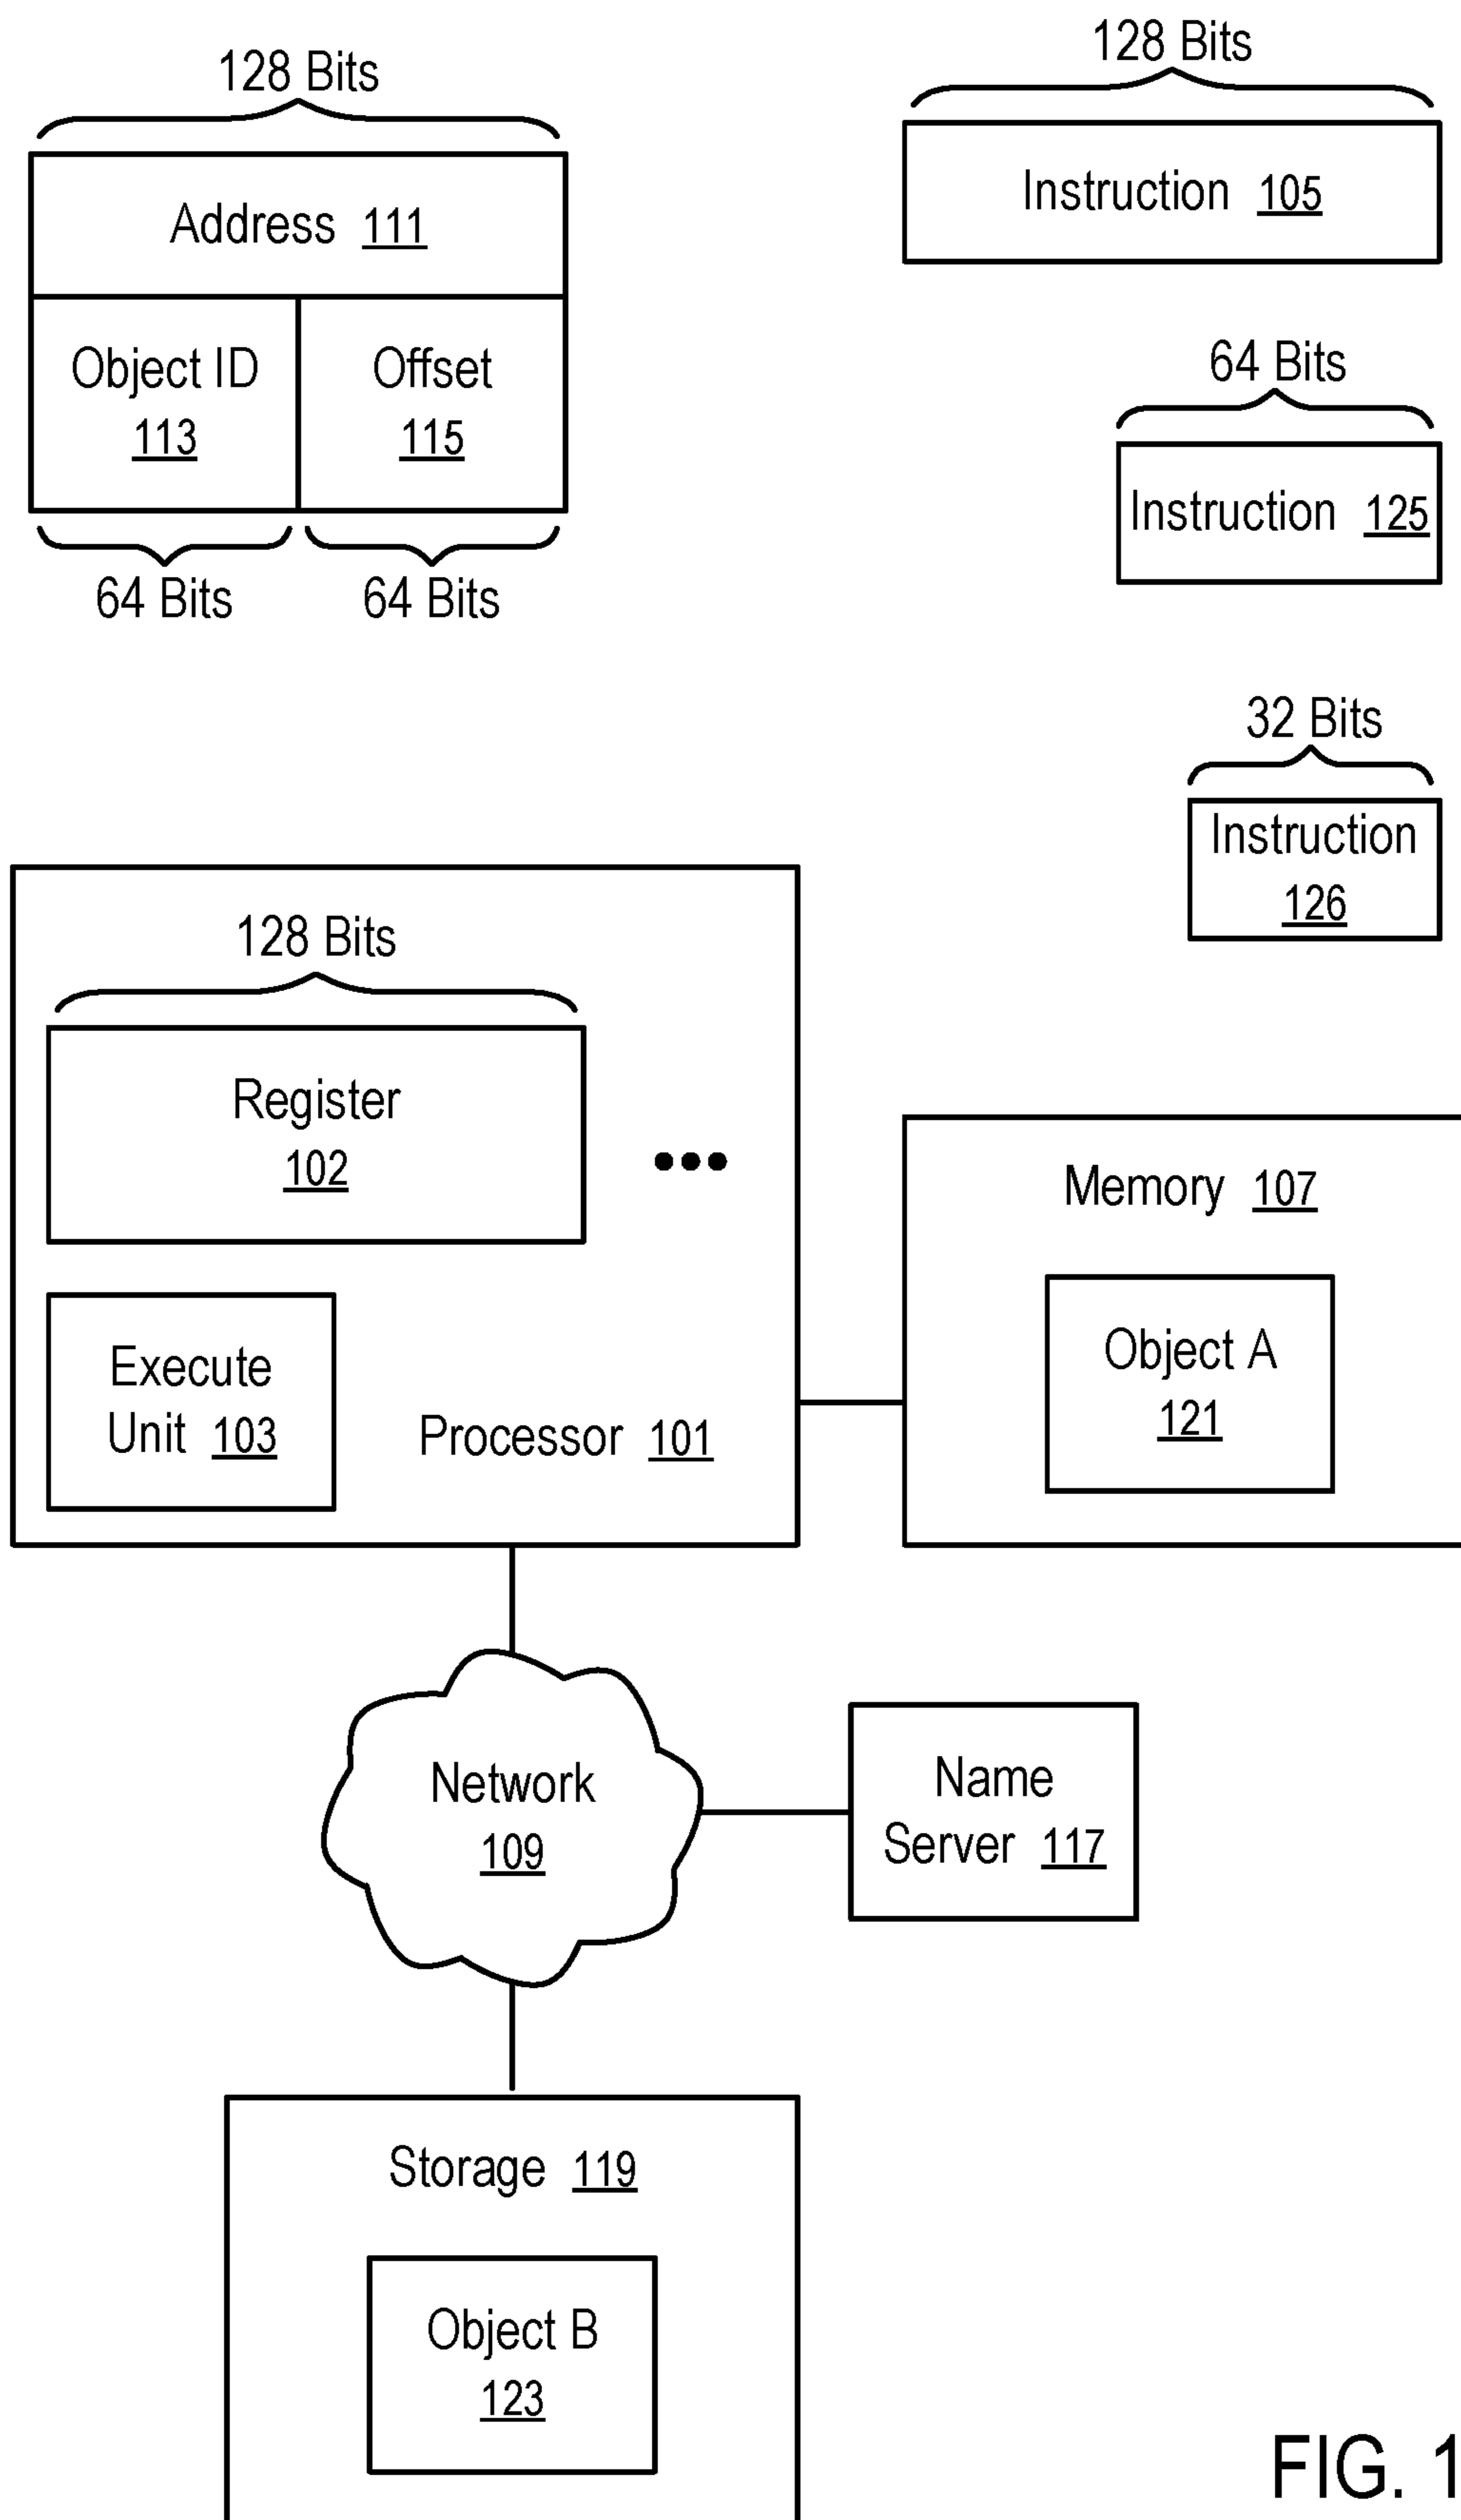 128 Bits
Address 111
Object ID
113
Offset
115
64 Bits
64 Bits
128 Bits
Instruction 105
64 Bits
Instruction 125
32 Bits
Instruction
126
128 Bits
Register
102
Execute
Unit 103
Processor 101
Memory 107
Object A
121
Network
109
Name
Server 117
Storage 119
Object B
123
FIG. 1